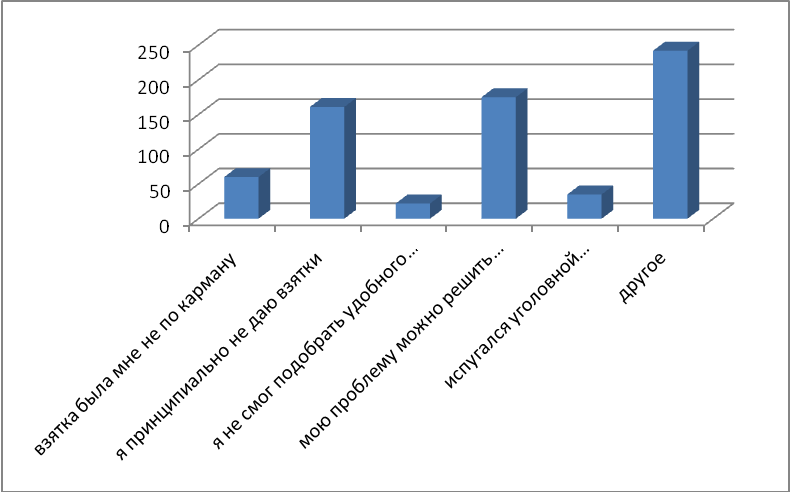 250
200
150
100
50
0
взятка была мне не по карману
я принципиально не даю взятки
я не смог подобрать удобного...
мою проблему можно решить...
испугался уголовной...
другое